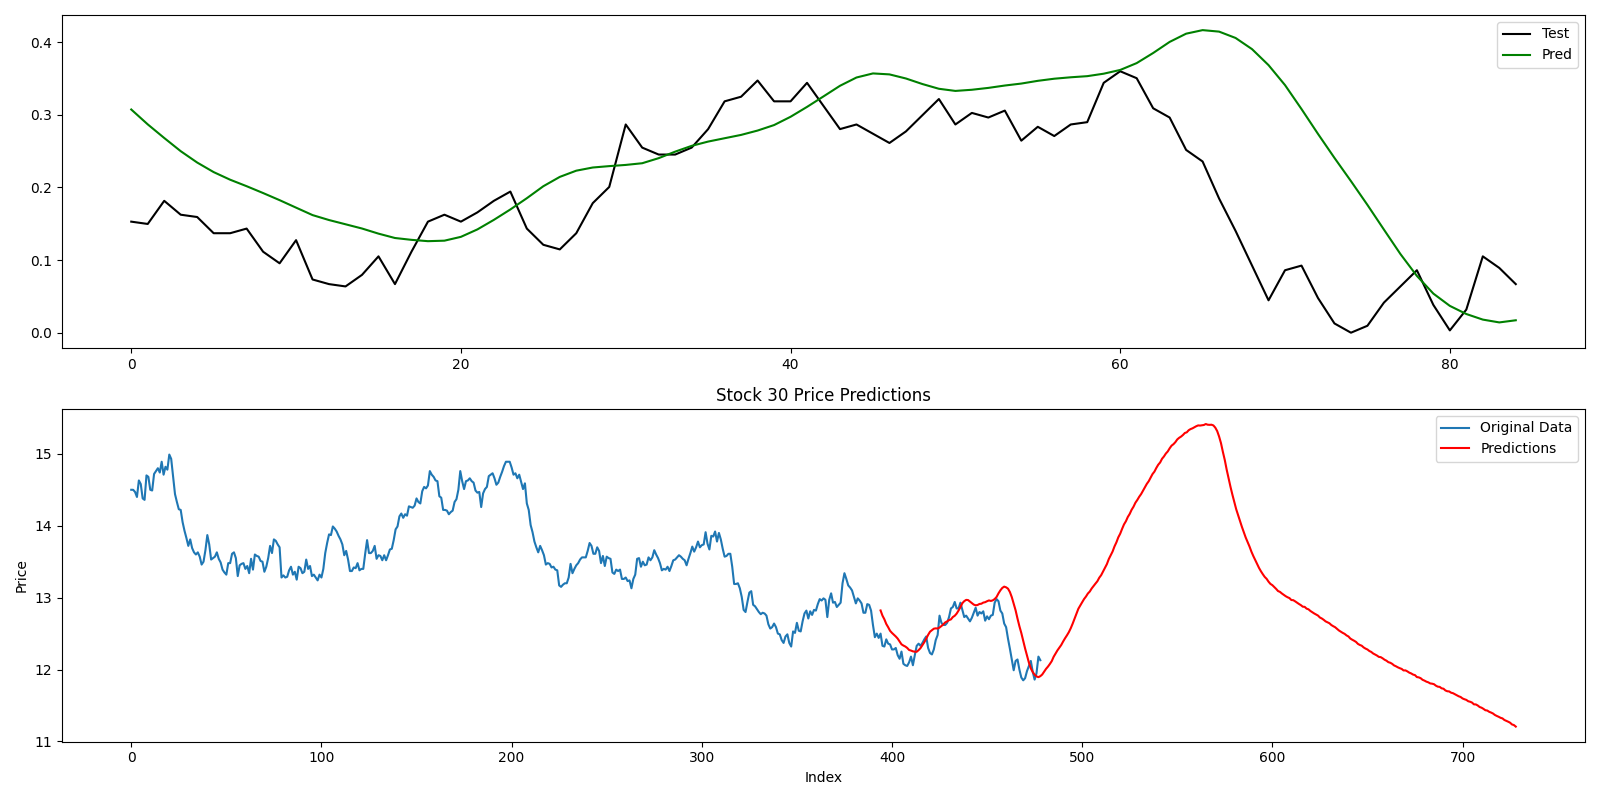 0.4
0.3
0.2
0.1
0.0
Test
Pred
0 20 40 60 80
Stock 30 Price Predictions
15
14
13
12
11
Price
Original Data
Predictions
0 100 200 300 400 500 600 700
Index